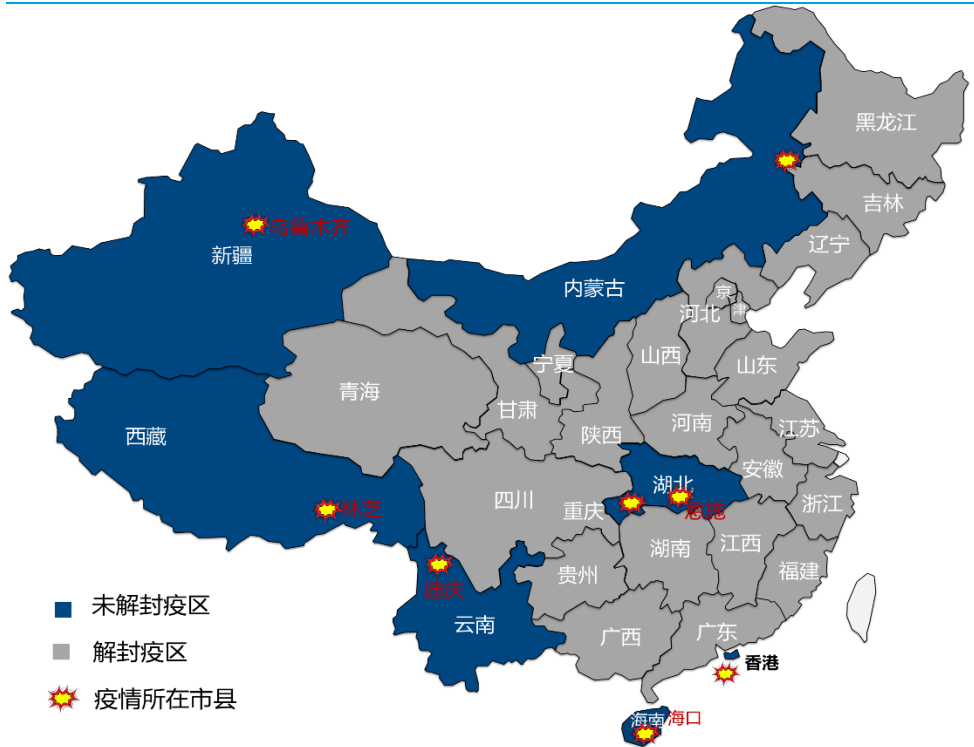 黑龙江
吉林
辽宁
乌鲁木齐
新疆
内蒙古
京
津
河北
山西
山东
宁夏
青海
甘肃
陕西
河南
江苏
西藏
安徽
湖北
四川
重庆
恩施
浙江
林芝
湖南
江西
贵州
福建
迪庆
云南
广西
广东
香港
海南
海口
未解封疫区
解封疫区
疫情所在市县